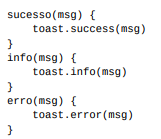 sucesso(msg) {
    toast.success(msg)
}
info(msg) {
    toast.info(msg)
}
erro(msg) {
    toast.error(msg)
}